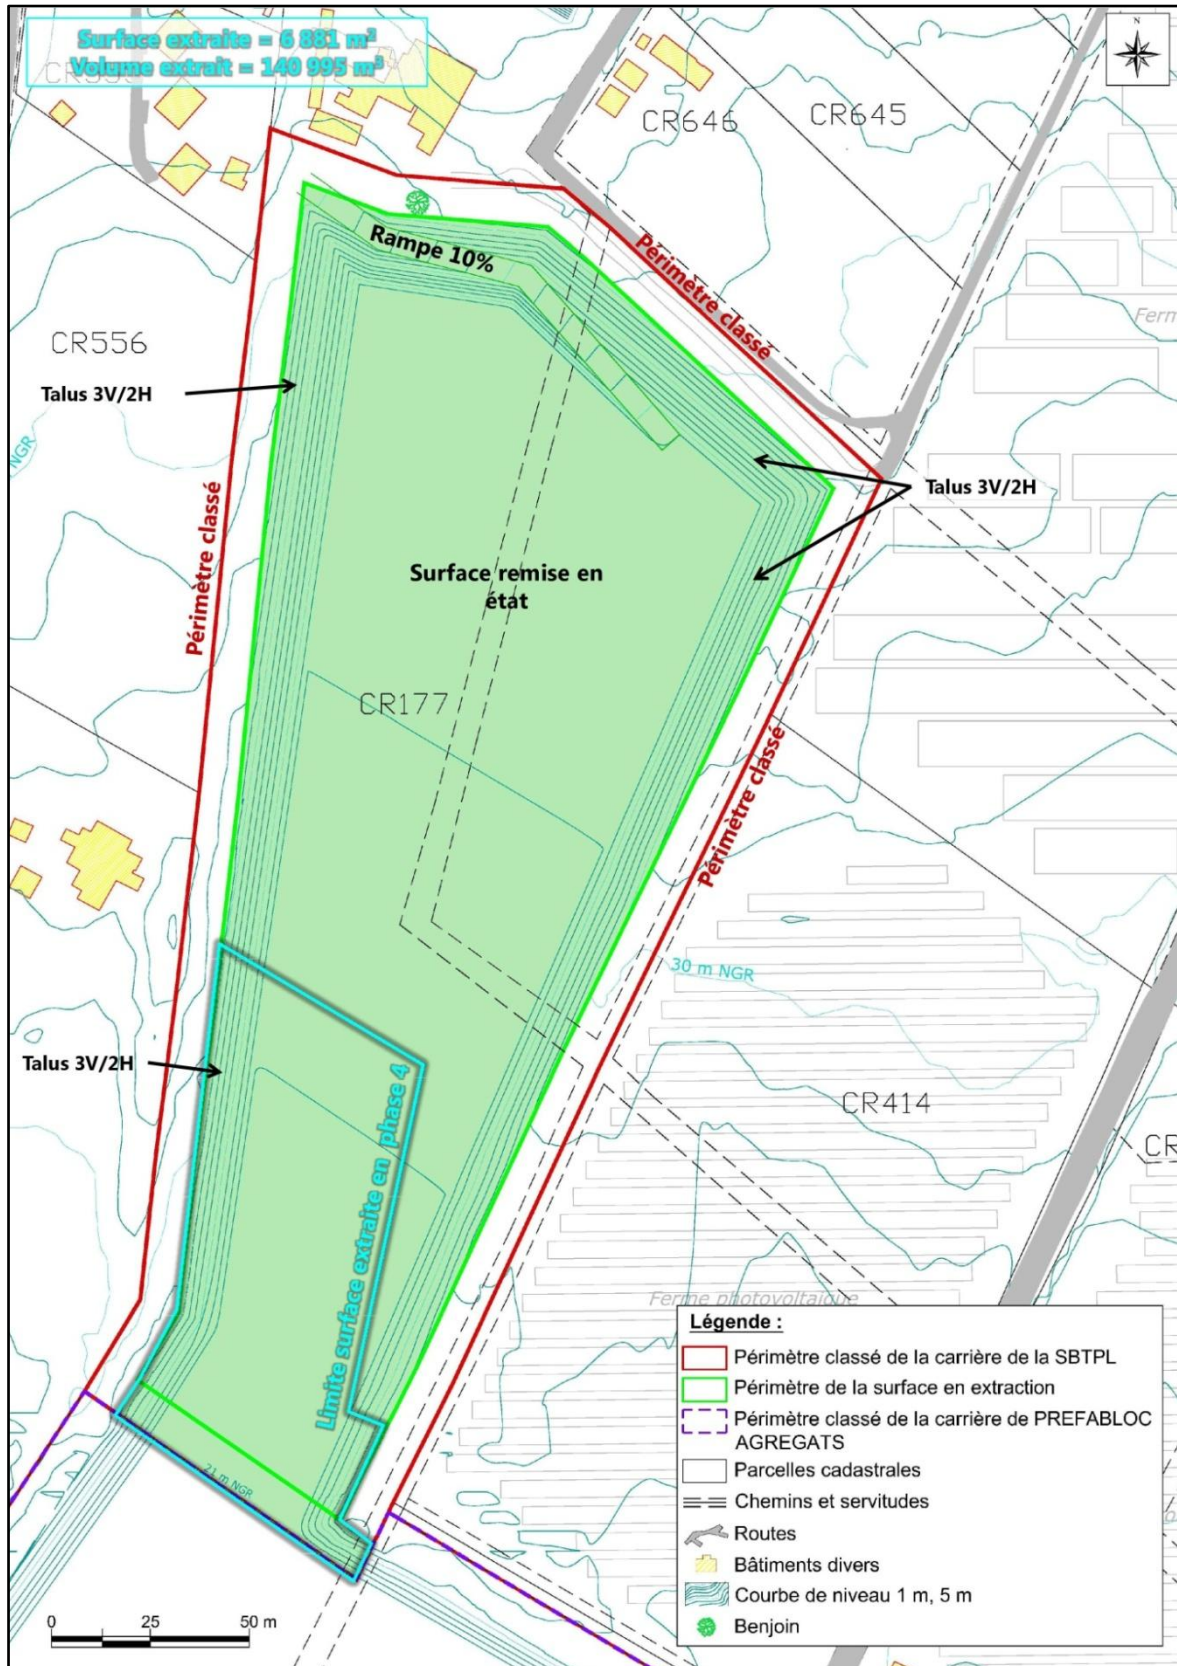 Surface extraite = 6 881 m²
Volume extrait = 140 995 m³
N
CR646
CR645
Rampe 10%
Périmètre classé
CR556
Talus 3V/2H
NGR
Talus 3V/2H
Périmètre classé
Surface remise en
état
CR177
Périmètre classé
30 m NGR
Talus 3V/2H
CR414
CR
Limite surface extraite en phase 4
Ferme photovoltaïque
21 m NGR
Légende :
Périmètre classé de la carrière de la SBTPL
Périmètre de la surface en extraction
Périmètre classé de la carrière de PREFABLOC
AGREGATS
Parcelles cadastrales
Chemins et servitudes
Routes
Bâtiments divers
Courbe de niveau 1 m, 5 m
Benjoin
0 25 50 m